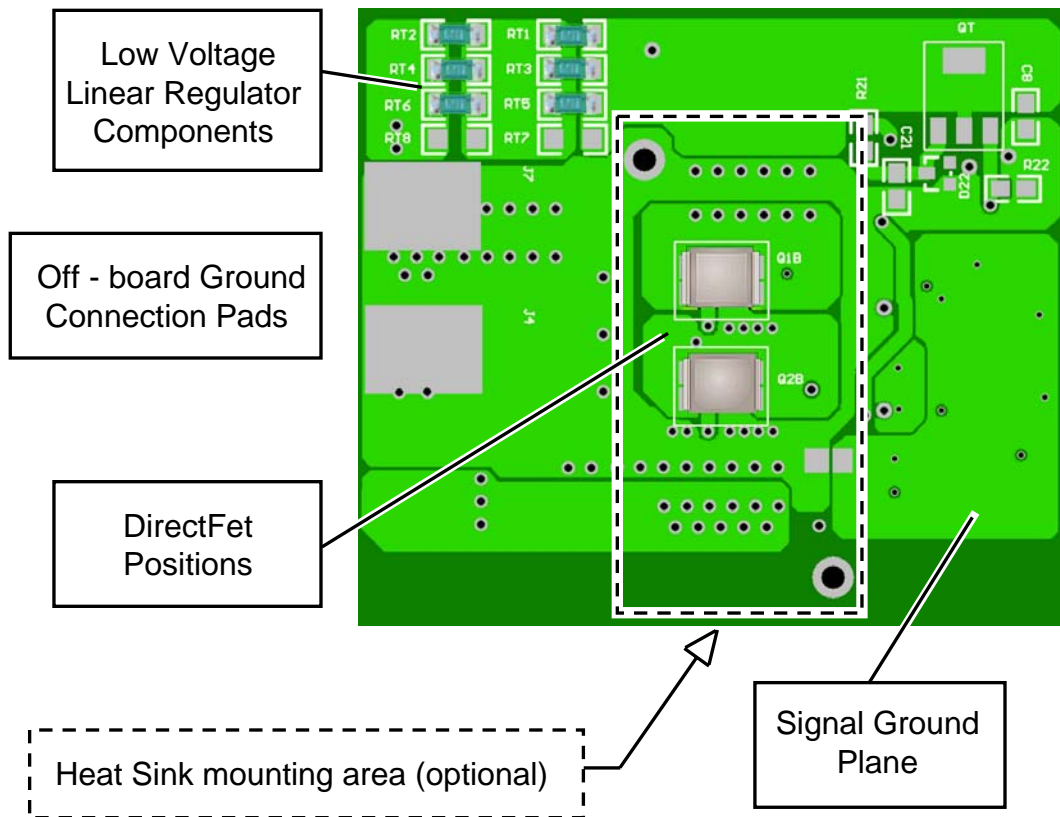 Low Voltage
Linear Regulator
Components
Off - board Ground
Connection Pads
DirectFet
Positions
Heat Sink mounting area (optional)
Signal Ground
Plane
RT2
RT1
RT4
RT3
RT6
RT5
RT8
RT7
J7
J4
Q1B
Q2B
QT
C8
R21
C21
D22
R22